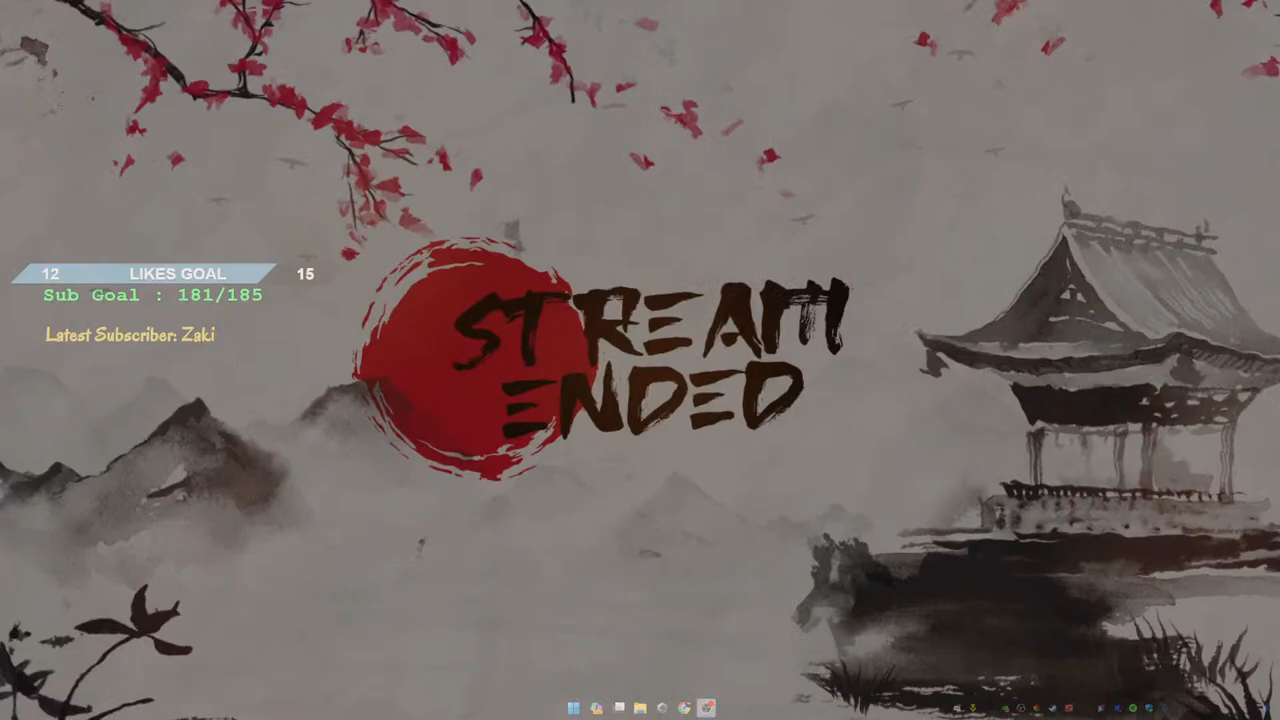 12 LIKES GOAL 15
Sub Goal : 181/185
Latest Subscriber: Zaki
STREAM
ENDED